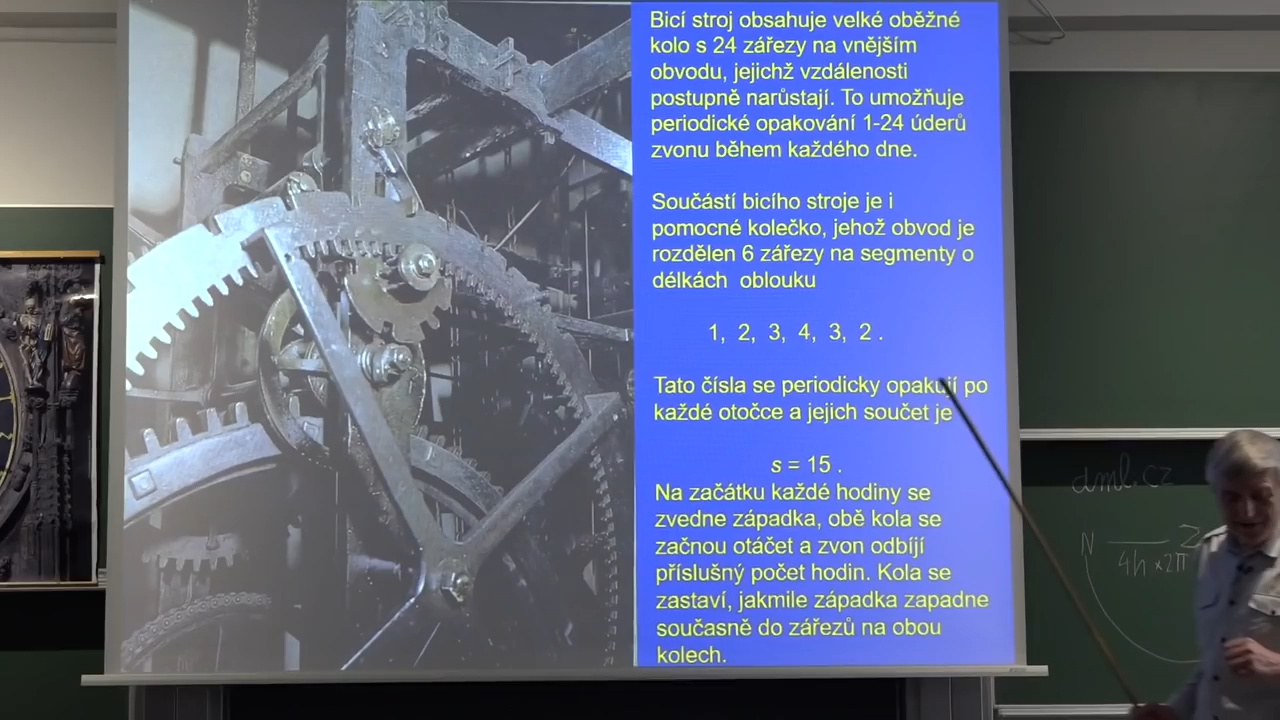 Bicí stroj obsahuje velké oběžné
kolo s 24 zářezy na vnějším
obvodu, jejichž vzdálenosti
postupně narůstají. To umožňuje
periodické opakování 1-24 úderů
zvonu během každého dne.
Součástí bicího stroje je i
pomocné kolečko, jehož obvod je
rozdělen 6 zářezy na segmenty o
délkách oblouku
1, 2, 3, 4, 3, 2 .
Tato čísla se periodicky opakují po
každé otočce a jejich součet je
s = 15 .
Na začátku každé hodiny se
zvedne západka, obě kola se
začnou otáčet a zvon odbíjí
příslušný počet hodin. Kola se
zastaví, jakmile západka zapadne
současně do zářezů na obou
kolech.
dml.cz
N
2
4h x 2π